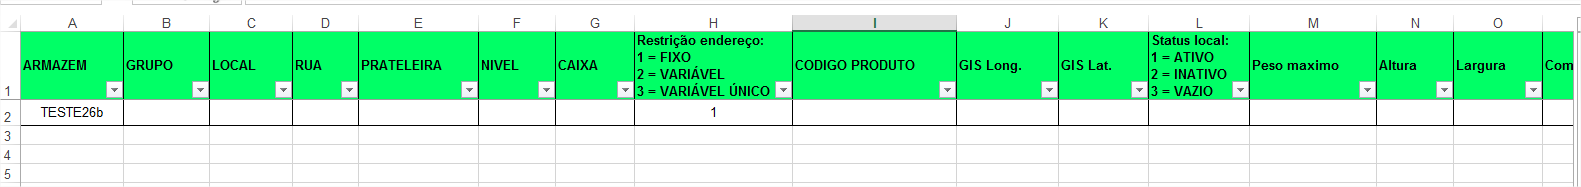 A B C D E F G H I J K L M N O
1 ARMAZEM GRUPO LOCAL RUA PRATELEIRA NIVEL CAIXA
Restrição endereço:
1 = FIXO
2 = VARIÁVEL
3 = VARIÁVEL ÚNICO
CODIGO PRODUTO GIS Long. GIS Lat.
Status local:
1 = ATIVO
2 = INATIVO
3 = VAZIO
Peso maximo Altura Largura Com
2 TESTE26b 1
3
4
5